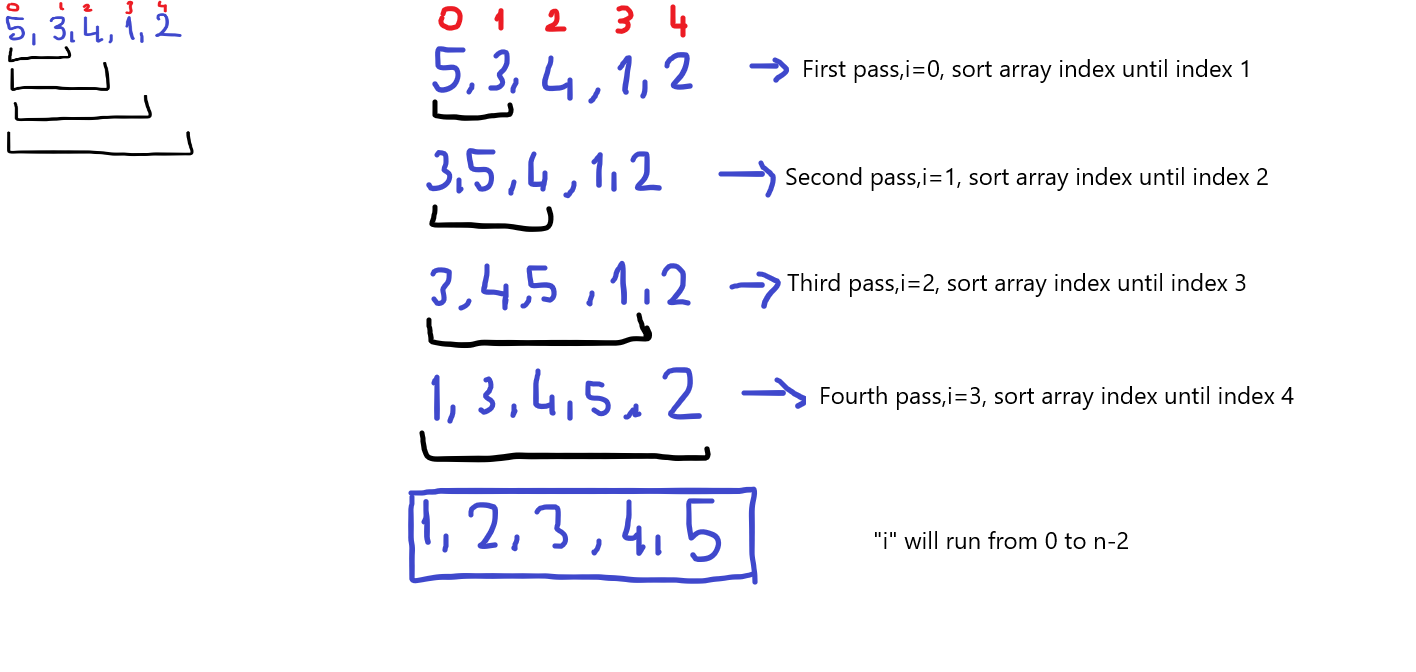 0 1 2 3 4
5, 3, 4, 1, 2
0 1 2 3 4
5, 3, 4, 1, 2 → First pass,i=0, sort array index until index 1
3,5,4,1,2 → Second pass,i=1, sort array index until index 2
3,4,5,1,2 → Third pass,i=2, sort array index until index 3
1,3,4,5,2 → Fourth pass,i=3, sort array index until index 4
1,2,3,4,5
"i" will run from 0 to n-2